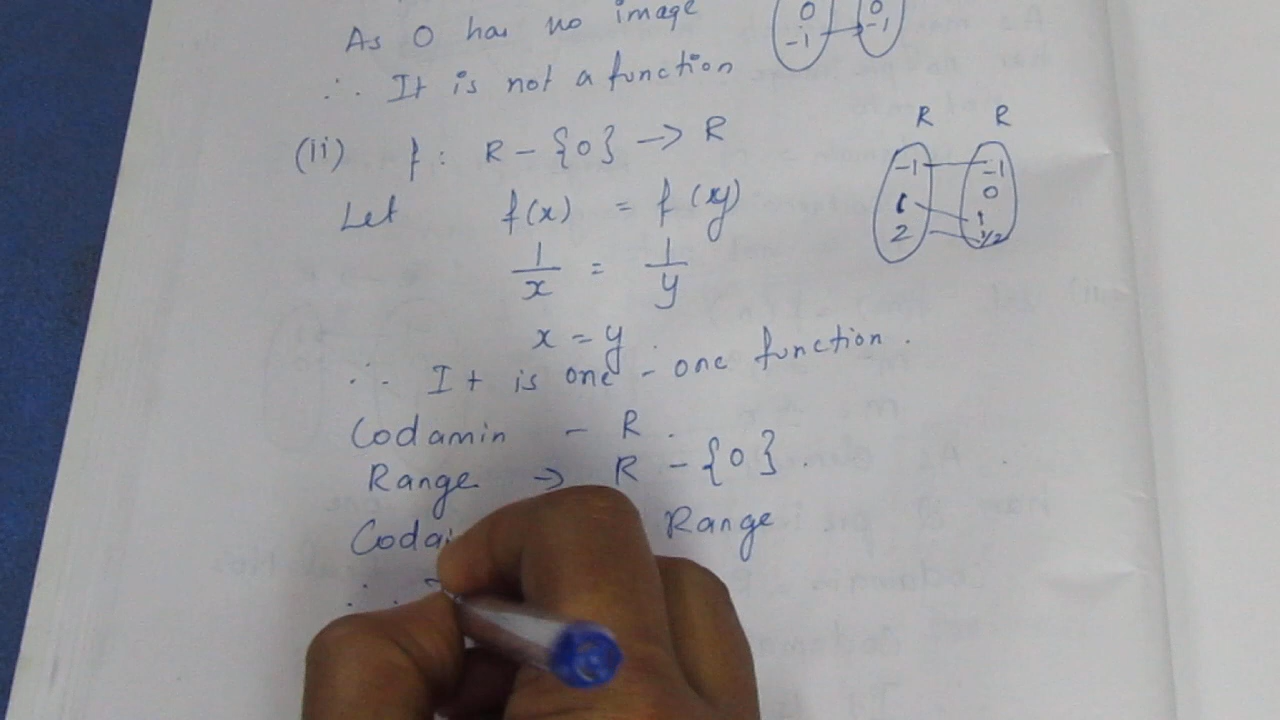 As 0 has no image
∴ It is not a function
0 0
-1 -1
(ii) f : R - {0} → R
Let f(x) = f(y)
1/x = 1/y
x = y
∴ It is one - one function .
Codamin - R .
Range → R - {0} .
Range
∴
R R
-1 -1
0
1 1
2 1/2